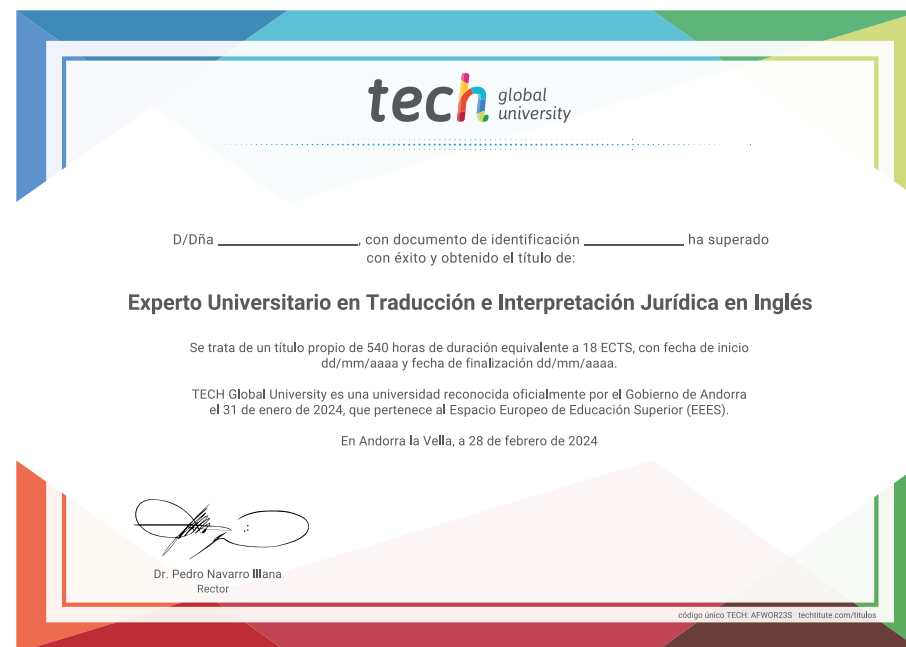 tech global university
D/Dña ______________, con documento de identificación __________ ha superado
con éxito y obtenido el título de:
Experto Universitario en Traducción e Interpretación Jurídica en Inglés
Se trata de un título propio de 540 horas de duración equivalente a 18 ECTS, con fecha de inicio
dd/mm/aaaa y fecha de finalización dd/mm/aaaa.
TECH Global University es una universidad reconocida oficialmente por el Gobierno de Andorra
el 31 de enero de 2024, que pertenece al Espacio Europeo de Educación Superior (EEES).
En Andorra la Vella, a 28 de febrero de 2024
Dr. Pedro Navarro Illana
Rector
código único TECH: AFWOR23S techtitute.com/titulos